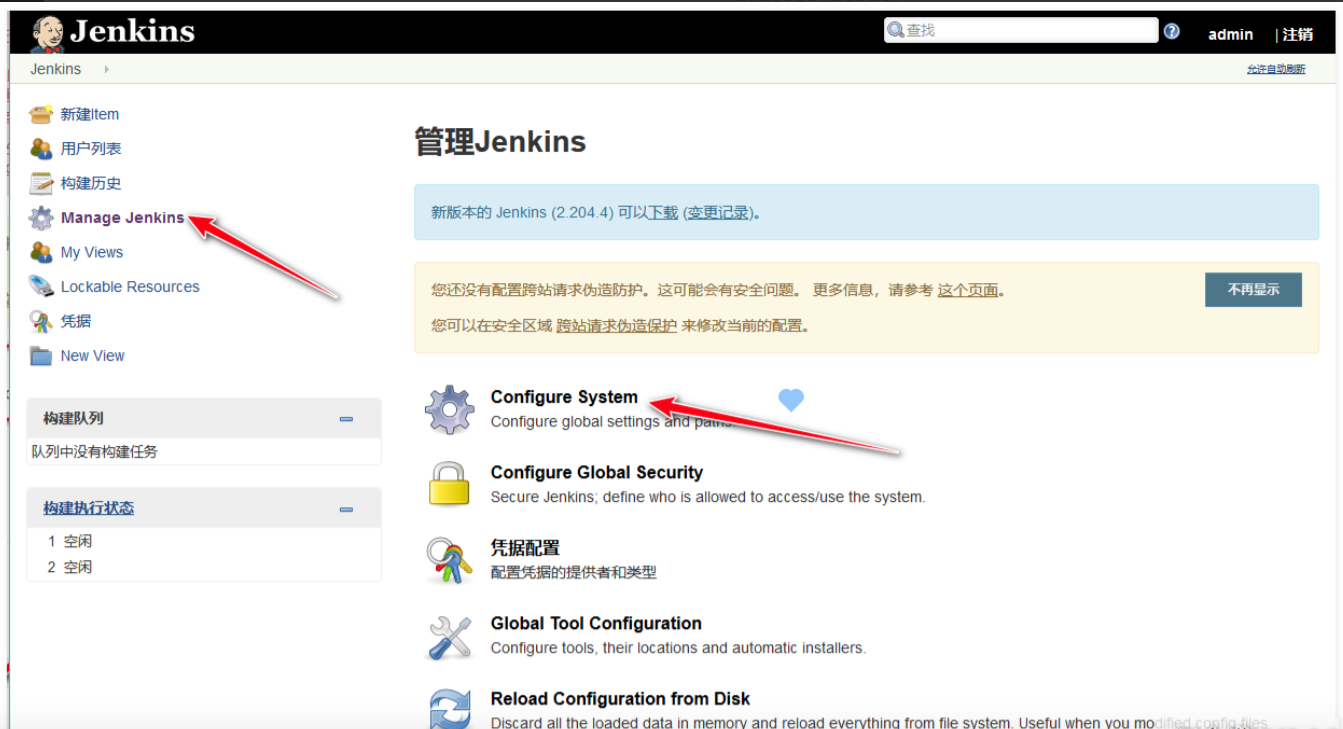 Jenkins
查找
admin
|注销
Jenkins
允许自动刷新
新建Item
用户列表
构建历史
Manage Jenkins
My Views
Lockable Resources
凭据
New View
构建队列
队列中没有构建任务
构建执行状态
1 空闲
2 空闲
管理Jenkins
新版本的 Jenkins (2.204.4) 可以下载 (变更记录)。
您还没有配置跨站请求伪造防护。这可能会有安全问题。 更多信息，请参考 这个页面。
不再显示
您可以在安全区域 跨站请求伪造保护 来修改当前的配置。
Configure System
Configure global settings and paths.
Configure Global Security
Secure Jenkins; define who is allowed to access/use the system.
凭据配置
配置凭据的提供者和类型
Global Tool Configuration
Configure tools, their locations and automatic installers.
Reload Configuration from Disk
Discard all the loaded data in memory and reload everything from file system. Useful when you modified config files